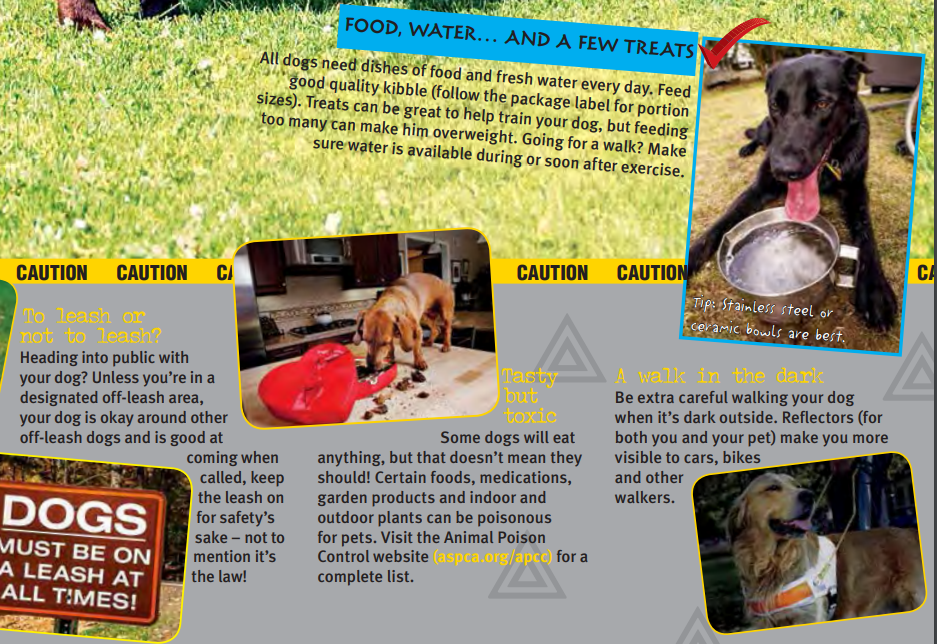 FOOD, WATER... AND A FEW TREATS
All dogs need dishes of food and fresh water every day. Feed
good quality kibble (follow the package label for portion
sizes). Treats can be great to help train your dog, but feeding
too many can make him overweight. Going for a walk? Make
sure water is available during or soon after exercise.
Tip: Stainless steel or
ceramic bowls are best.
CAUTION CAUTION CA CAUTION CAUTION CA
To leash or
not to leash?
Heading into public with
your dog? Unless you're in a
designated off-leash area,
your dog is okay around other
off-leash dogs and is good at
coming when
called, keep
the leash on
for safety's
sake – not to
mention it's
the law!
DOGS
MUST BE ON
A LEASH AT
ALL TIMES!
Tasty
but
toxic
Some dogs will eat
anything, but that doesn't mean they
should! Certain foods, medications,
garden products and indoor and
outdoor plants can be poisonous
for pets. Visit the Animal Poison
Control website (aspca.org/apcc) for a
complete list.
A walk in the dark
Be extra careful walking your dog
when it's dark outside. Reflectors (for
both you and your pet) make you more
visible to cars, bikes
and other
walkers.